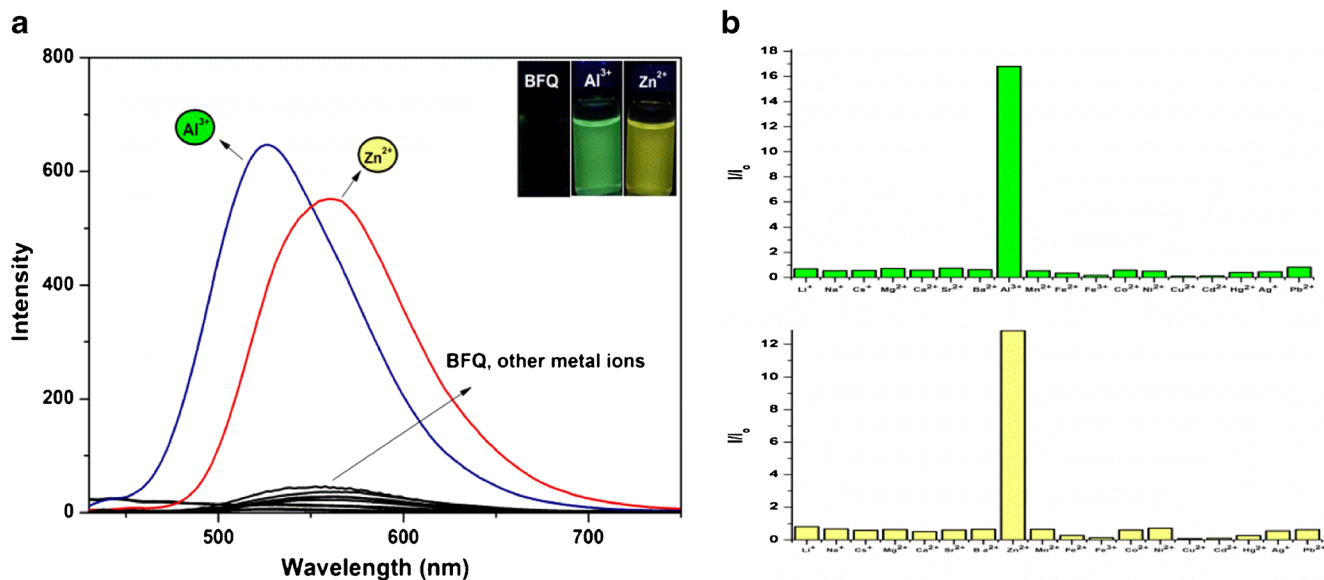 a
800
600
400
200
0
Intensity
500
600
700
Wavelength (nm)
Al³⁺
Zn²⁺
BFQ, other metal ions
BFQ Al³⁺ Zn²⁺
b
18
16
14
12
10
8
6
4
2
0
I/I₀
Li⁺ Na⁺ Cs⁺ Mg²⁺ Ca²⁺ Sr²⁺ Ba²⁺ Al³⁺ Mn²⁺ Fe²⁺ Fe³⁺ Co²⁺ Ni²⁺ Cu²⁺ Cd²⁺ Hg²⁺ Ag⁺ Pb²⁺
12
10
8
6
4
2
0
I/I₀
Li⁺ Na⁺ Cs⁺ Mg²⁺ Ca²⁺ Sr²⁺ Ba²⁺ Zn²⁺ Mn²⁺ Fe²⁺ Fe³⁺ Co²⁺ Ni²⁺ Cu²⁺ Cd²⁺ Hg²⁺ Ag⁺ Pb²⁺